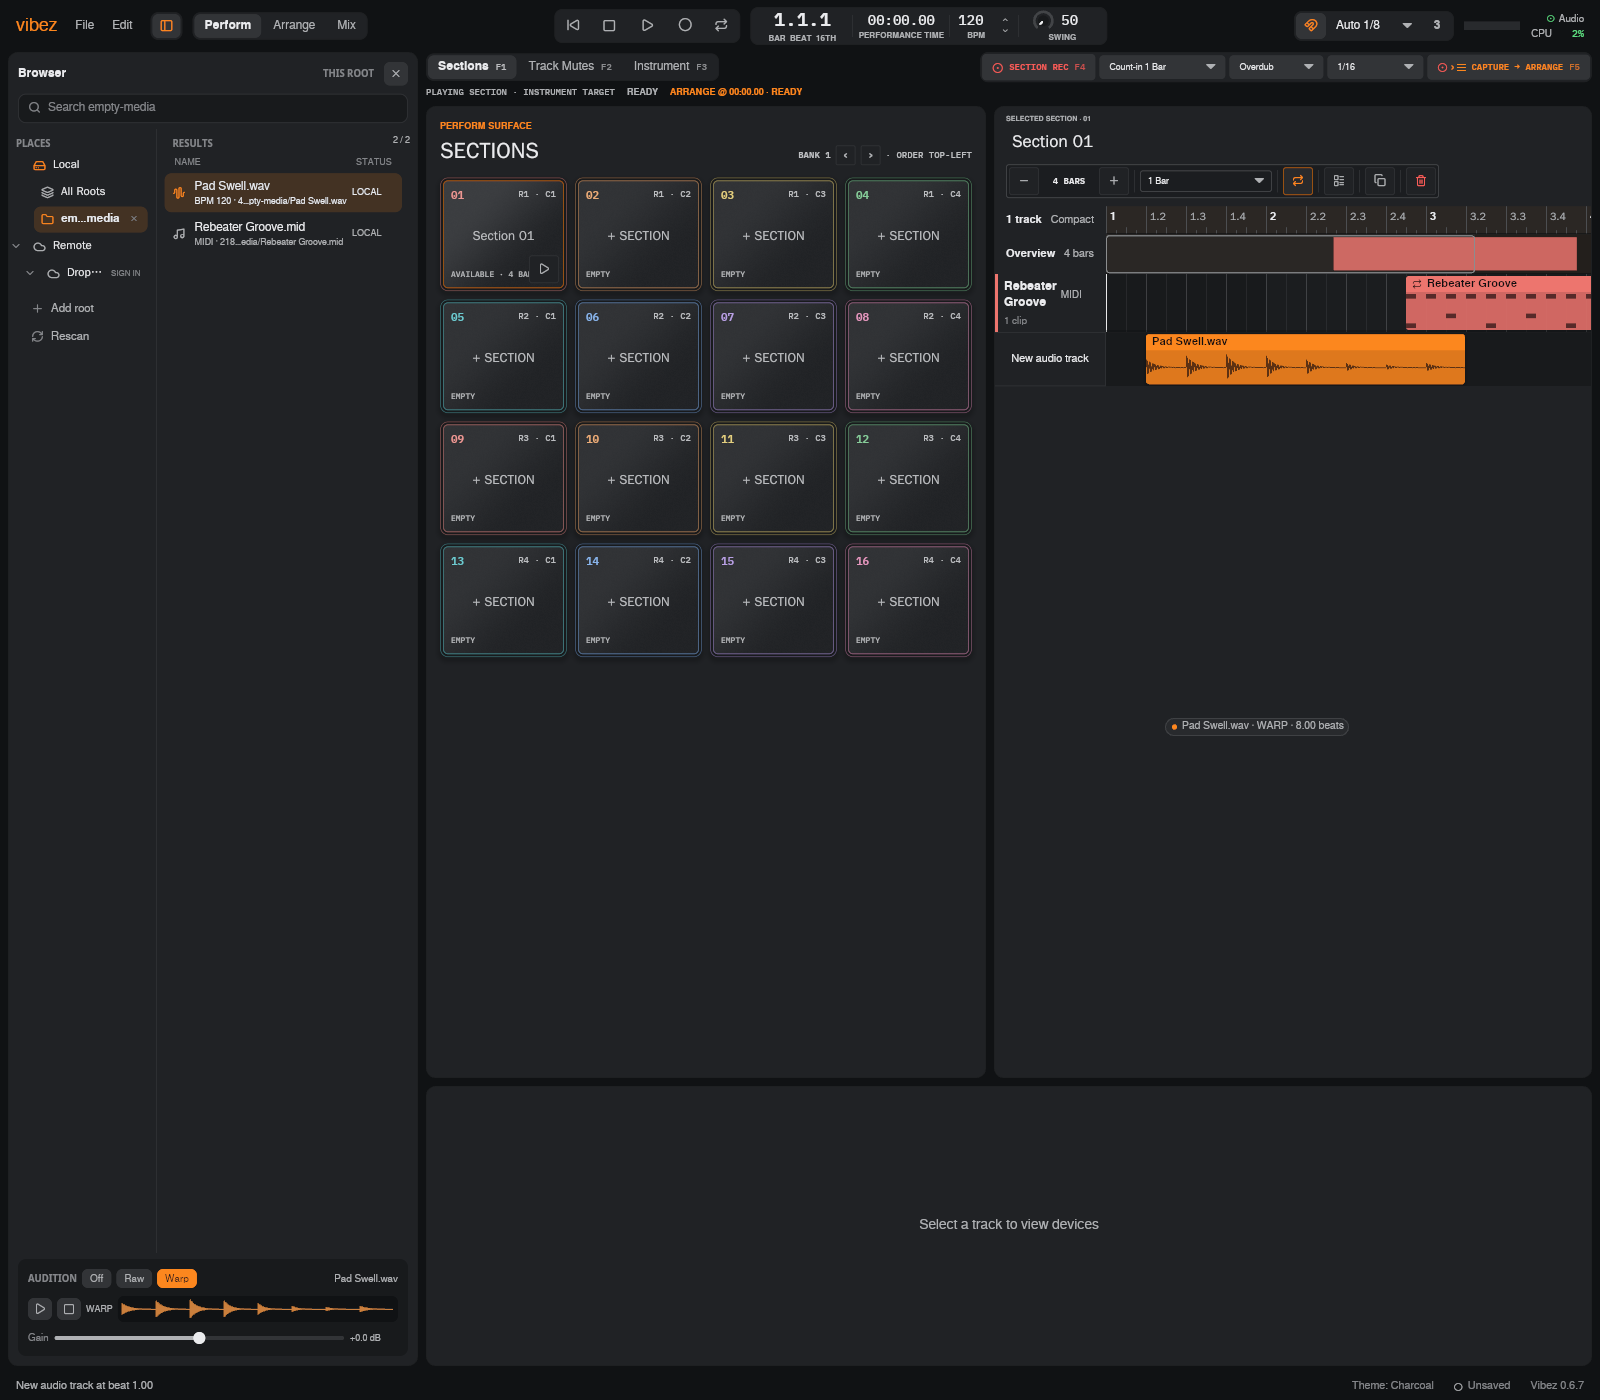 vibez File Edit Perform Arrange Mix
1.1.1 00:00.00 120 50
BAR BEAT 16TH PERFORMANCE TIME BPM SWING
Auto 1/8 3 Audio
CPU 2%
Browser THIS ROOT
Search empty-media
PLACES
Local
All Roots
em...media
Remote
Drop··· SIGN IN
Add root
Rescan
RESULTS 2 / 2
NAME STATUS
Pad Swell.wav LOCAL
BPM 120 · 4...pty-media/Pad Swell.wav
Rebeater Groove.mid LOCAL
MIDI · 218...edia/Rebeater Groove.mid
AUDITION Off Raw Warp Pad Swell.wav
WARP
Gain +0.0 dB
Sections F1 Track Mutes F2 Instrument F3
SECTION REC F4 Count-in 1 Bar Overdub 1/16 CAPTURE → ARRANGE F5
PLAYING SECTION · INSTRUMENT TARGET READY ARRANGE @ 00:00.00 · READY
PERFORM SURFACE
SECTIONS
BANK 1 ‹ › · ORDER TOP-LEFT
01 R1 · C1
Section 01
AVAILABLE · 4 BA
02 R1 · C2
+ SECTION
EMPTY
03 R1 · C3
+ SECTION
EMPTY
04 R1 · C4
+ SECTION
EMPTY
05 R2 · C1
+ SECTION
EMPTY
06 R2 · C2
+ SECTION
EMPTY
07 R2 · C3
+ SECTION
EMPTY
08 R2 · C4
+ SECTION
EMPTY
09 R3 · C1
+ SECTION
EMPTY
10 R3 · C2
+ SECTION
EMPTY
11 R3 · C3
+ SECTION
EMPTY
12 R3 · C4
+ SECTION
EMPTY
13 R4 · C1
+ SECTION
EMPTY
14 R4 · C2
+ SECTION
EMPTY
15 R4 · C3
+ SECTION
EMPTY
16 R4 · C4
+ SECTION
EMPTY
SELECTED SECTION · 01
Section 01
− 4 BARS + 1 Bar
1 track Compact 1 1.2 1.3 1.4 2 2.2 2.3 2.4 3 3.2 3.3 3.4
Overview 4 bars
Rebeater Groove MIDI
1 clip
Rebeater Groove
New audio track
Pad Swell.wav
Pad Swell.wav · WARP · 8.00 beats
Select a track to view devices
New audio track at beat 1.00
Theme: Charcoal Unsaved Vibez 0.6.7